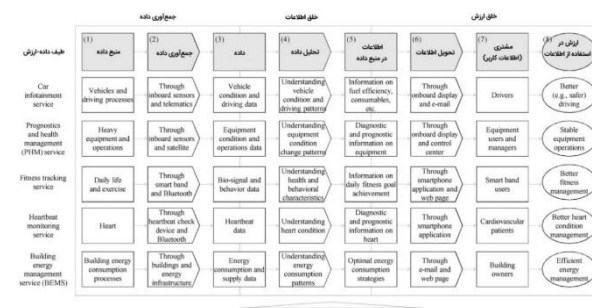 جمع‌آوری داده
خلق اطلاعات
خلق ارزش
طیف داده-ارزش
(1)
منبع داده
(2)
جمع‌آوری داده
(3)
داده
(4)
تحلیل داده
(5)
اطلاعات
در منبع داده
(6)
تحویل اطلاعات
(7)
مشتری
(اطلاعات کاربر)
(8)
ارزش در
استفاده از اطلاعات
Car
infotainment
service
Vehicles and
driving processes
Through
inboard sensors
and telematics
Vehicle
condition and
driving data
Understanding
vehicle
condition and
driving patterns
Information on
fuel efficiency,
consumables,
etc.
Through
onboard display
and e-mail
Drivers
Better
(e.g., safer)
driving
Prognostics
and health
management
(PHM) service
Heavy
equipment and
operations
Through
inboard sensors
and satellite
Equipment
condition and
operations data
Understanding
equipment
condition
change patterns
Diagnostic
and prognostic
information on
equipment
Through
onboard display
and control
center
Equipment
users and
managers
Stable
equipment
operations
Fitness tracking
service
Daily life
and exercise
Through
smart band
and Bluetooth
Bio-signal and
behavior data
Understanding
health and
behavioral
characteristics
Information
on daily fitness goal
achievement
Through
smartphone
application and
web page
Smart band
users
Better
fitness
management
Heartbeat
monitoring
service
Heart
Through
heartbeat check
device and
Bluetooth
Heartbeat
data
Understanding
heart condition
Diagnostic
and prognostic
information on
heart
Through
smartphone
application
Cardiovascular
patients
Better heart
condition
management
Building
energy
management
service (BEMS)
Building energy
consumption
processes
Through
buildings and
energy
infrastructure
Energy
consumption and
supply data
Understanding
energy
consumption
patterns
Optimal energy
consumption
strategies
Through
e-mail and
web page
Building
owners
Efficient
energy
management